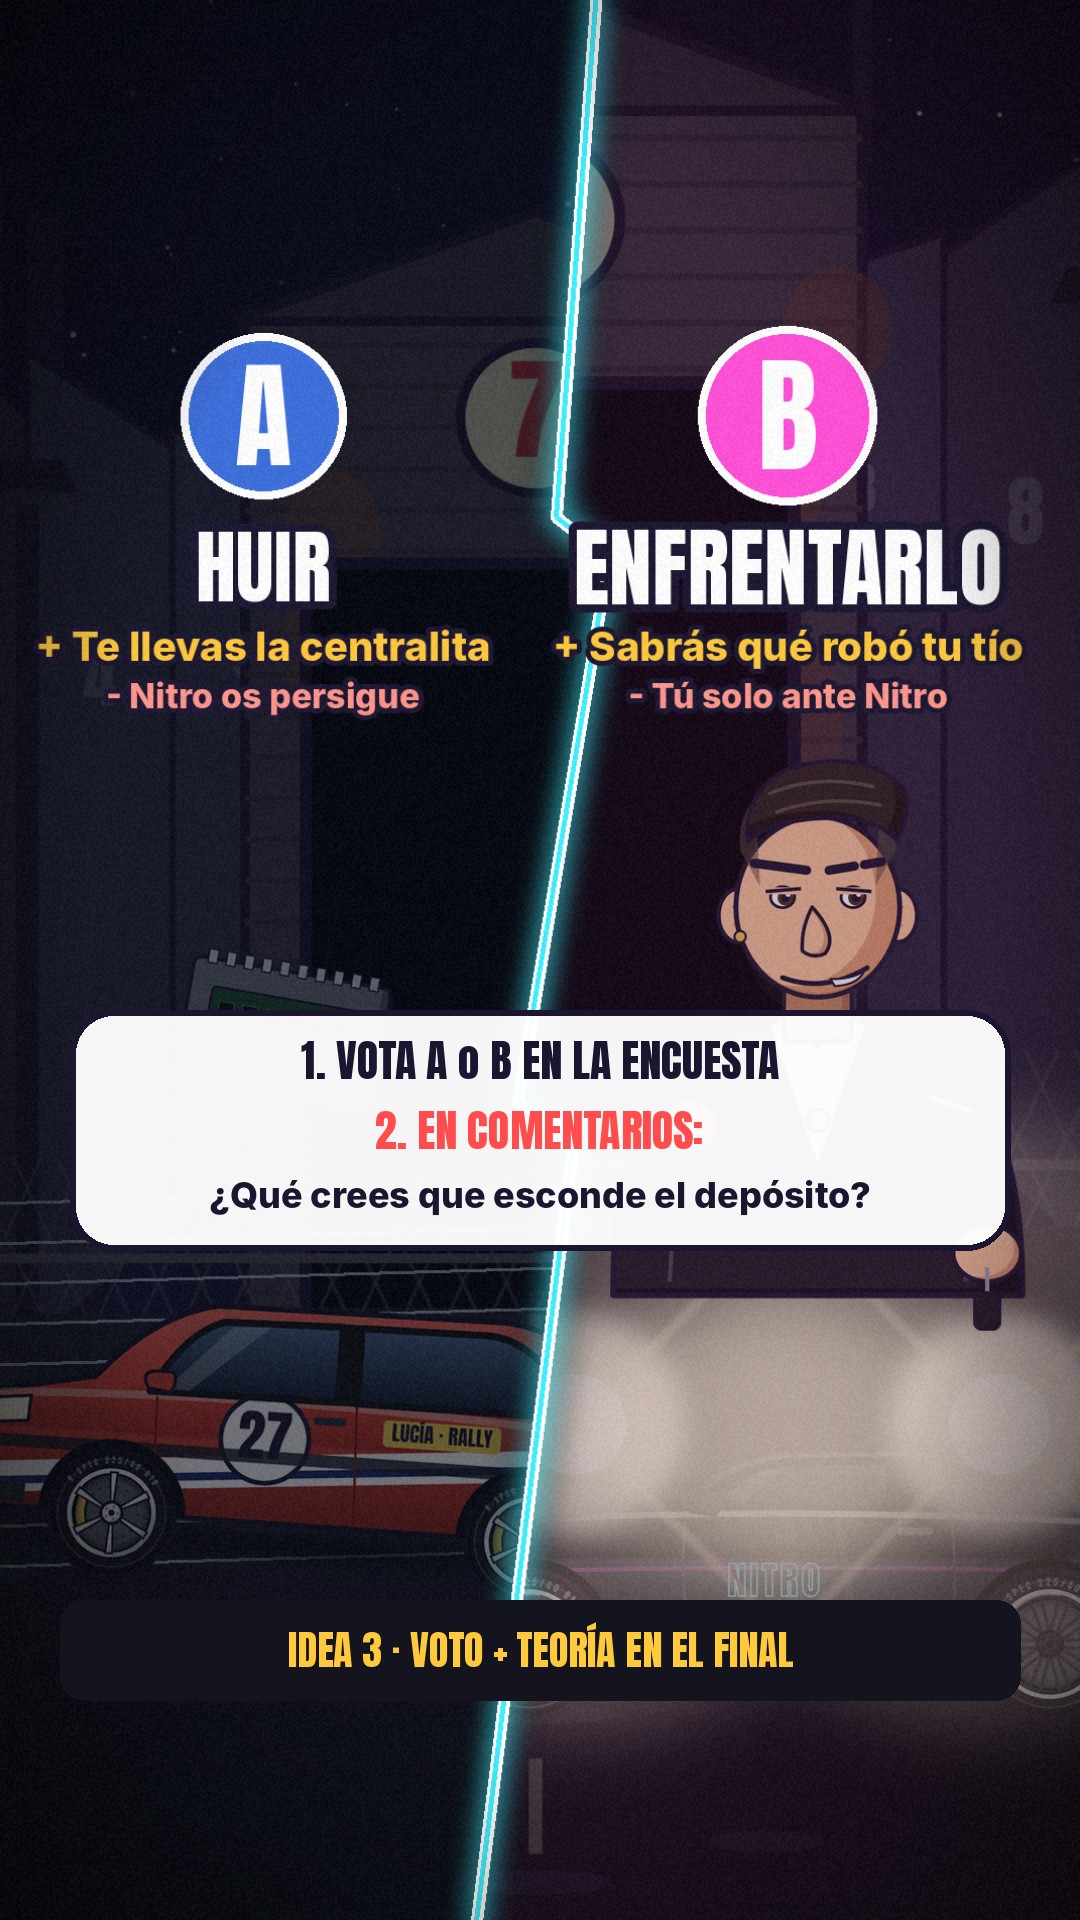 A
HUIR
+ Te llevas la centralita
- Nitro os persigue
B
ENFRENTARLO
+ Sabrás qué robó tu tío
- Tú solo ante Nitro
7
8
1. VOTA A o B EN LA ENCUESTA
2. EN COMENTARIOS:
¿Qué crees que esconde el depósito?
27
LUCÍA · RALLY
NITRO
IDEA 3 · VOTO + TEORÍA EN EL FINAL